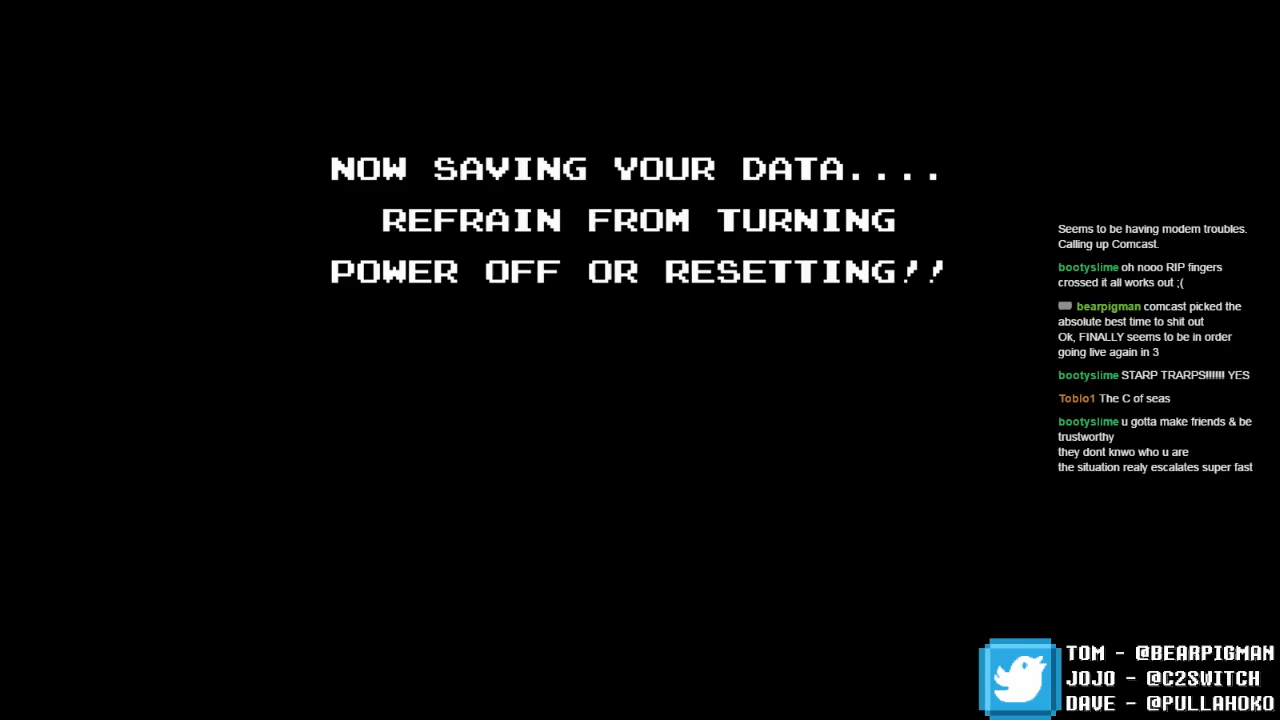 NOW SAVING YOUR DATA....
REFRAIN FROM TURNING
POWER OFF OR RESETTING!!
Seems to be having modem troubles.
Calling up Comcast.
bootyslime oh nooo RIP fingers
crossed it all works out ;(
bearpigman comcast picked the
absolute best time to shit out
Ok, FINALLY seems to be in order
going live again in 3
bootyslime STARP TRARPS!!!!!!! YES
Toblo1 The C of seas
bootyslime u gotta make friends & be
trustworthy
they dont knwo who u are
the situation realy escalates super fast
TOM - @BEARPIGMAN
JOJO - @C2SWITCH
DAVE - @PULLAHOKO